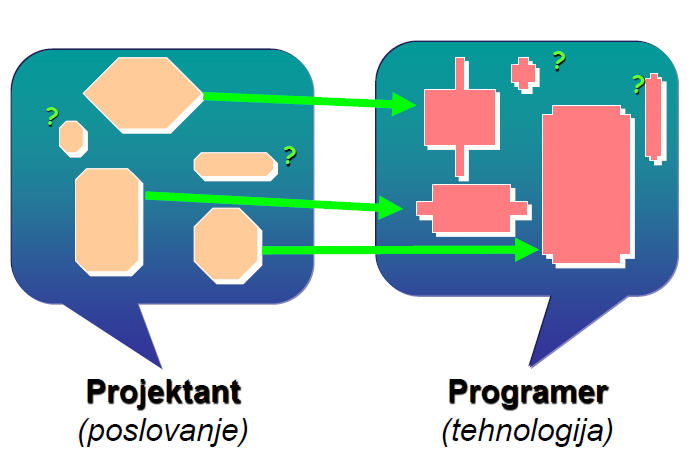 ?
?
?
?
Projektant
(poslovanje)
Programer
(tehnologija)